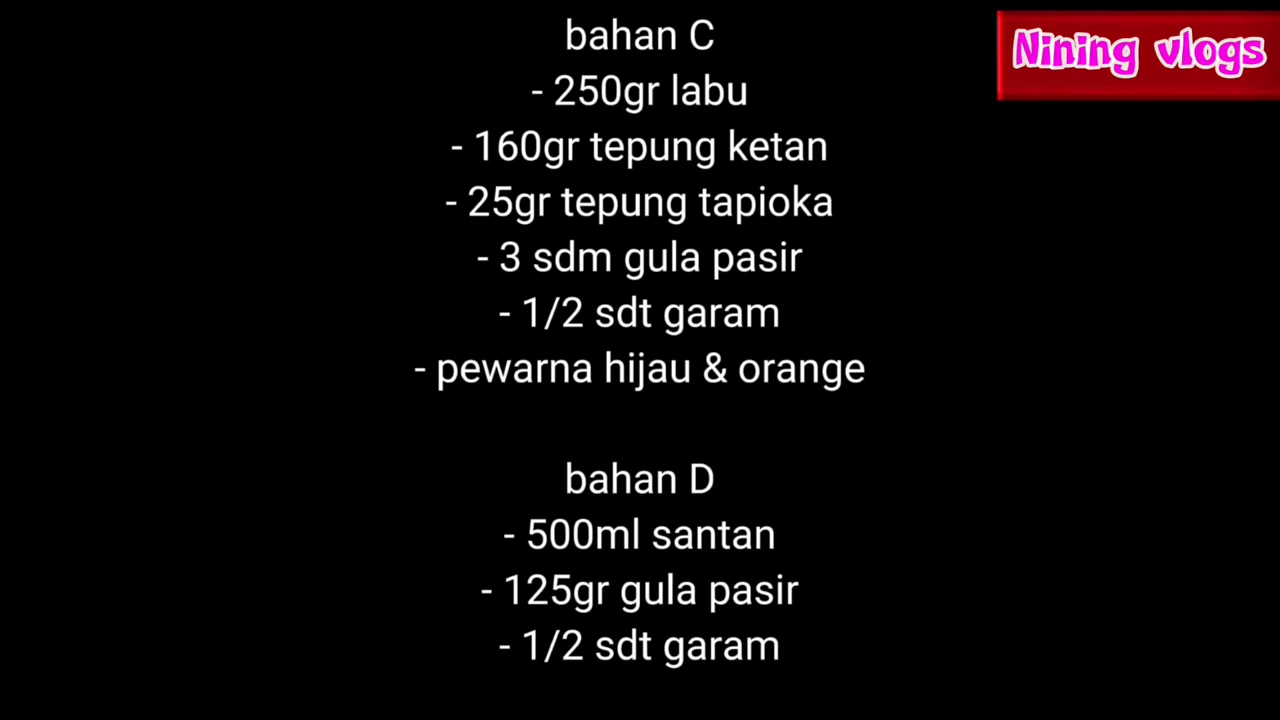 Nining vlogs
bahan C
- 250gr labu
- 160gr tepung ketan
- 25gr tepung tapioka
- 3 sdm gula pasir
- 1/2 sdt garam
- pewarna hijau & orange
bahan D
- 500ml santan
- 125gr gula pasir
- 1/2 sdt garam